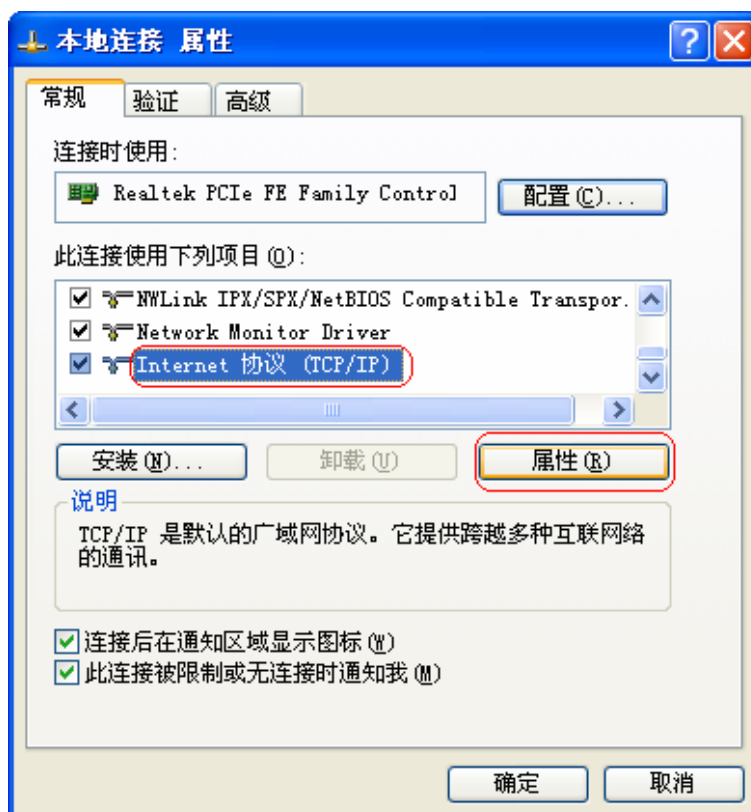 本地连接 属性
常规 验证 高级
连接时使用:
Realtek PCIe FE Family Control 配置(C)...
此连接使用下列项目(O):
NWLink IPX/SPX/NetBIOS Compatible Transpor.
Network Monitor Driver
Internet 协议 (TCP/IP)
安装(N)... 卸载(U) 属性(R)
说明
TCP/IP 是默认的广域网协议。它提供跨越多种互联网络
的通讯。
连接后在通知区域显示图标(W)
此连接被限制或无连接时通知我(M)
确定 取消